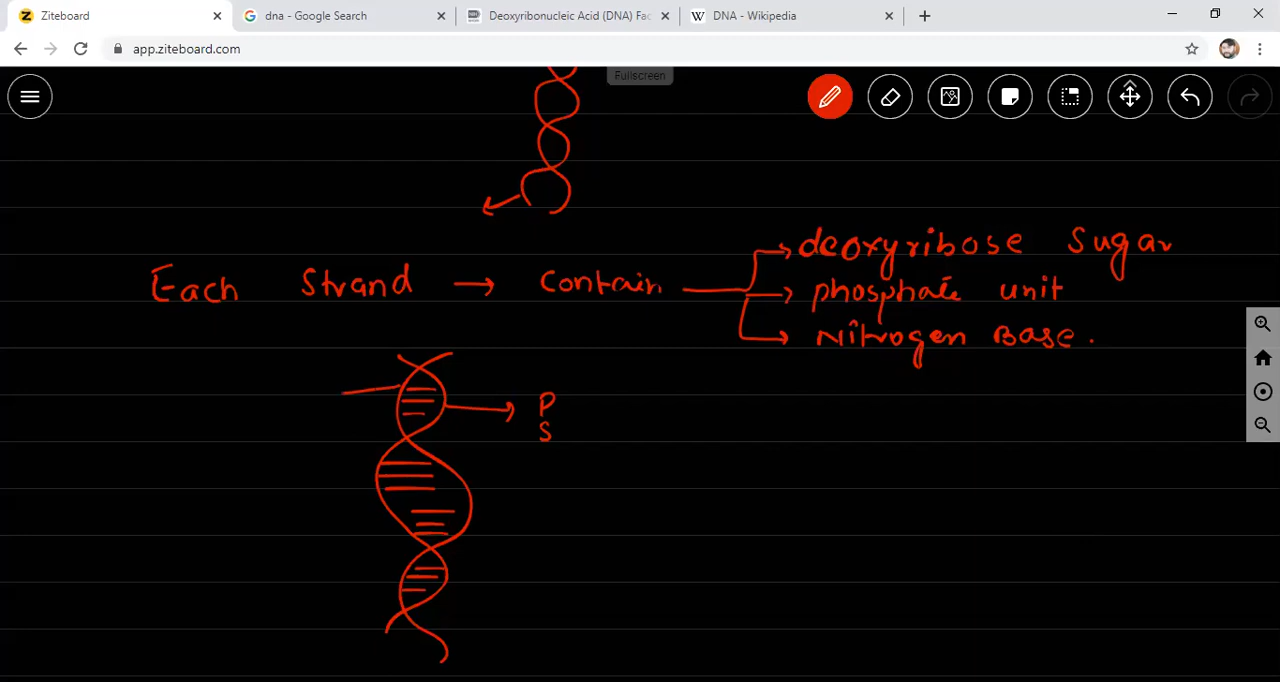 Ziteboard
dna - Google Search
Deoxyribonucleic Acid (DNA) Fac
DNA - Wikipedia
app.ziteboard.com
Fullscreen
Each Strand → Contain
→ deoxyribose Sugar
→ phosphate unit
→ Nitrogen Base.
P
S